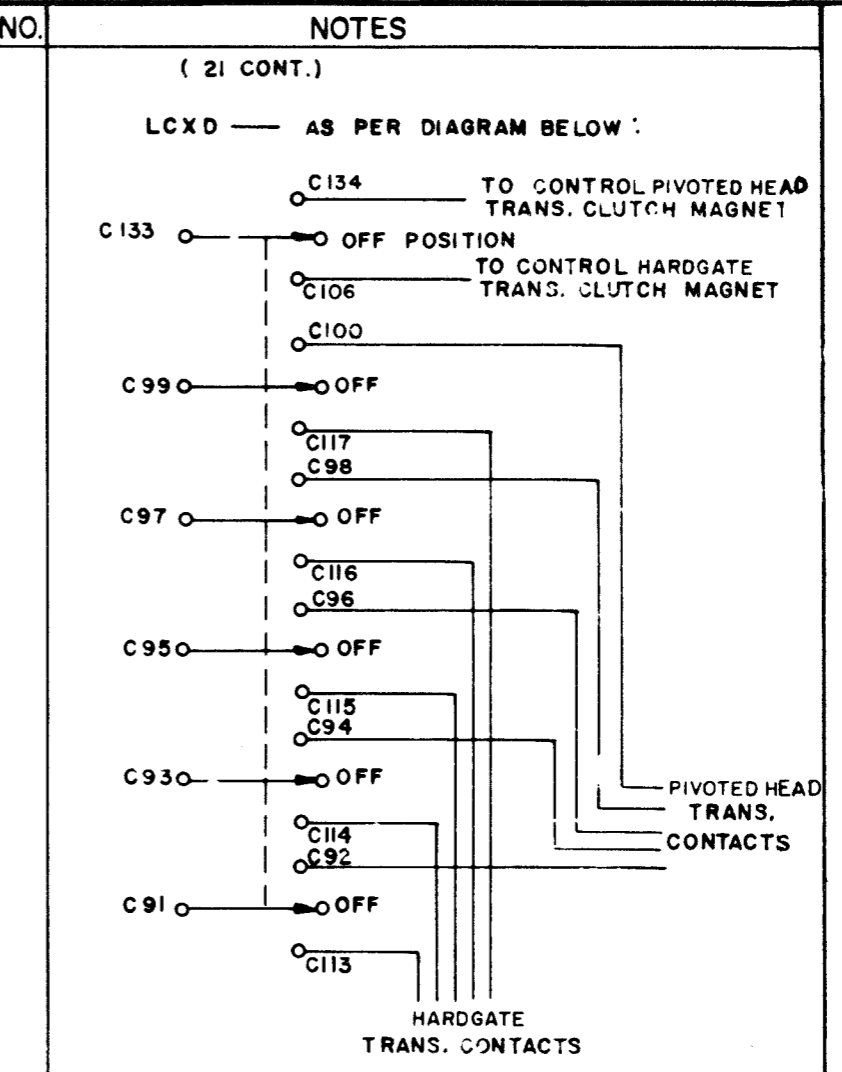 NO. NOTES
( 21 CONT.)
LCXD — AS PER DIAGRAM BELOW :
C134 TO CONTROL PIVOTED HEAD
TRANS. CLUTCH MAGNET
C133 OFF POSITION
C106 TO CONTROL HARDGATE
TRANS. CLUTCH MAGNET
C100
C99 OFF
C117
C98
C97 OFF
C116
C96
C95 OFF
C115
C94
C93 OFF
PIVOTED HEAD
TRANS.
CONTACTS
C114
C92
C91 OFF
C113
HARDGATE
TRANS. CONTACTS